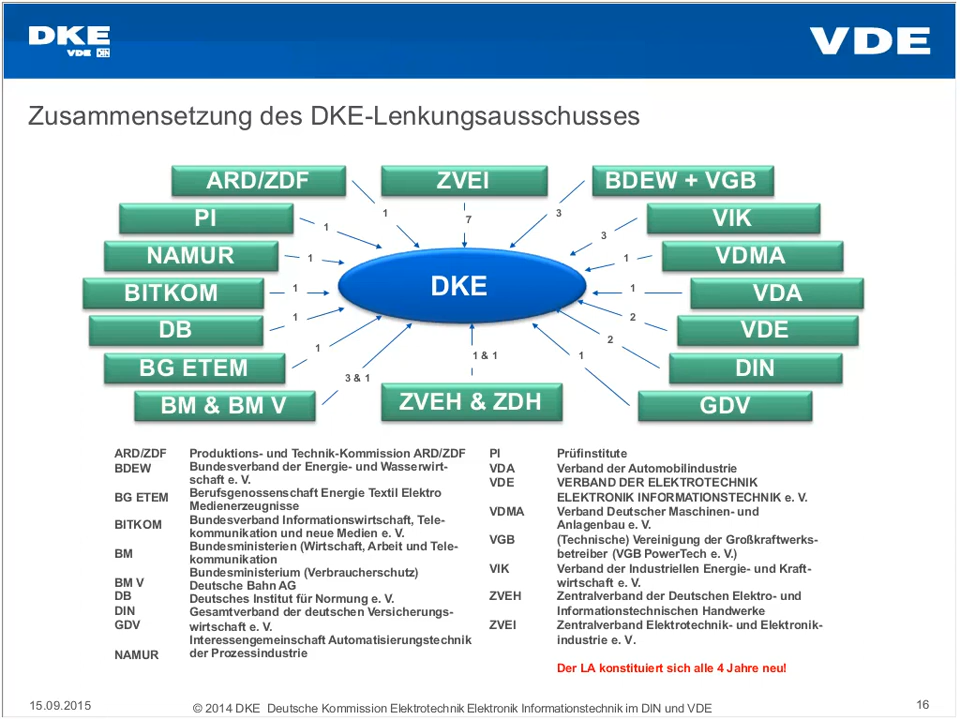 DKE
VDE DIN
VDE
Zusammensetzung des DKE-Lenkungsausschusses
ARD/ZDF
ZVEI
BDEW + VGB
PI
VIK
NAMUR
VDMA
BITKOM
VDA
DB
VDE
BG ETEM
DIN
BM & BM V
ZVEH & ZDH
GDV
DKE
1
7
3
1
3
1
1
1
1
1
2
1
2
3 & 1
1 & 1
1
ARD/ZDF Produktions- und Technik-Kommission ARD/ZDF
BDEW Bundesverband der Energie- und Wasserwirt-
schaft e. V.
BG ETEM Berufsgenossenschaft Energie Textil Elektro
Medienerzeugnisse
BITKOM Bundesverband Informationswirtschaft, Tele-
kommunikation und neue Medien e. V.
BM Bundesministerien (Wirtschaft, Arbeit und Tele-
kommunikation
Bundesministerium (Verbraucherschutz)
BM V Deutsche Bahn AG
DB Deutsches Institut für Normung e. V.
DIN Gesamtverband der deutschen Versicherungs-
GDV wirtschaft e. V.
Interessengemeinschaft Automatisierungstechnik
NAMUR der Prozessindustrie
PI Prüfinstitute
VDA Verband der Automobilindustrie
VDE VERBAND DER ELEKTROTECHNIK
ELEKTRONIK INFORMATIONSTECHNIK e. V.
VDMA Verband Deutscher Maschinen- und
Anlagenbau e. V.
VGB (Technische) Vereinigung der Großkraftwerks-
betreiber (VGB PowerTech e. V.)
VIK Verband der Industriellen Energie- und Kraft-
wirtschaft e. V.
ZVEH Zentralverband der Deutschen Elektro- und
Informationstechnischen Handwerke
ZVEI Zentralverband Elektrotechnik- und Elektronik-
industrie e. V.
Der LA konstituiert sich alle 4 Jahre neu!
15.09.2015
© 2014 DKE Deutsche Kommission Elektrotechnik Elektronik Informationstechnik im DIN und VDE
16